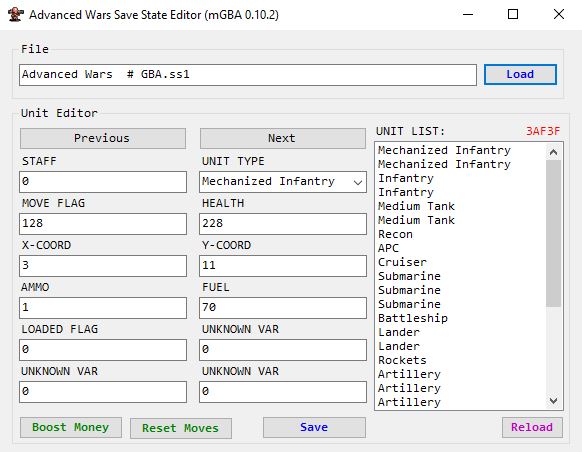 Advanced Wars Save State Editor (mGBA 0.10.2)
File
Advanced Wars  # GBA.ss1
Load
Unit Editor
Previous
Next
STAFF
UNIT TYPE
0
Mechanized Infantry
MOVE FLAG
HEALTH
128
228
X-COORD
Y-COORD
3
11
AMMO
FUEL
1
70
LOADED FLAG
UNKNOWN VAR
0
0
UNKNOWN VAR
UNKNOWN VAR
0
0
UNIT LIST:
3AF3F
Mechanized Infantry
Mechanized Infantry
Infantry
Infantry
Medium Tank
Medium Tank
Recon
APC
Cruiser
Submarine
Submarine
Submarine
Battleship
Lander
Lander
Rockets
Artillery
Artillery
Artillery
Boost Money
Reset Moves
Save
Reload